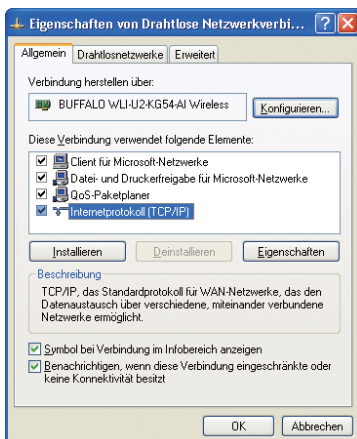 Eigenschaften von Drahtlose Netzwerkverbi...
Allgemein Drahtlosnetzwerke Erweitert
Verbindung herstellen über:
BUFFALO WLI-U2-KG54-AI Wireless Konfigurieren...
Diese Verbindung verwendet folgende Elemente:
Client für Microsoft-Netzwerke
Datei- und Druckerfreigabe für Microsoft-Netzwerke
QoS-Paketplaner
Internetprotokoll (TCP/IP)
Installieren Deinstallieren Eigenschaften
Beschreibung
TCP/IP, das Standardprotokoll für WAN-Netzwerke, das den
Datenaustausch über verschiedene, miteinander verbundene
Netzwerke ermöglicht.
Symbol bei Verbindung im Infobereich anzeigen
Benachrichtigen, wenn diese Verbindung eingeschränkte oder
keine Konnektivität besitzt
OK Abbrechen